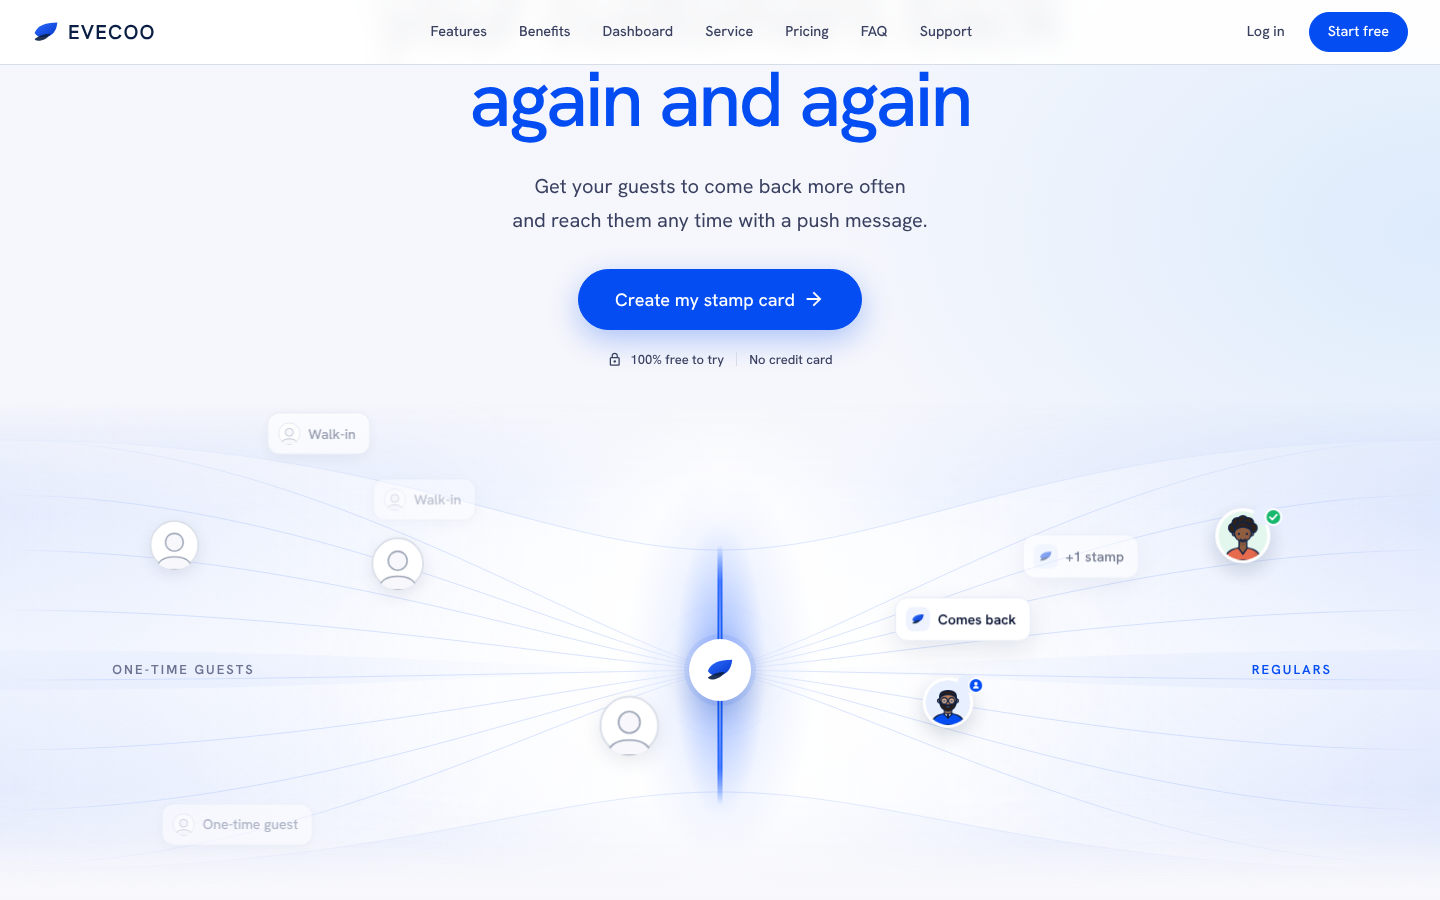 EVECOO
Features
Benefits
Dashboard
Service
Pricing
FAQ
Support
Log in
Start free
again and again
Get your guests to come back more often
and reach them any time with a push message.
Create my stamp card
100% free to try
No credit card
Walk-in
Walk-in
+1 stamp
Comes back
ONE-TIME GUESTS
REGULARS
One-time guest